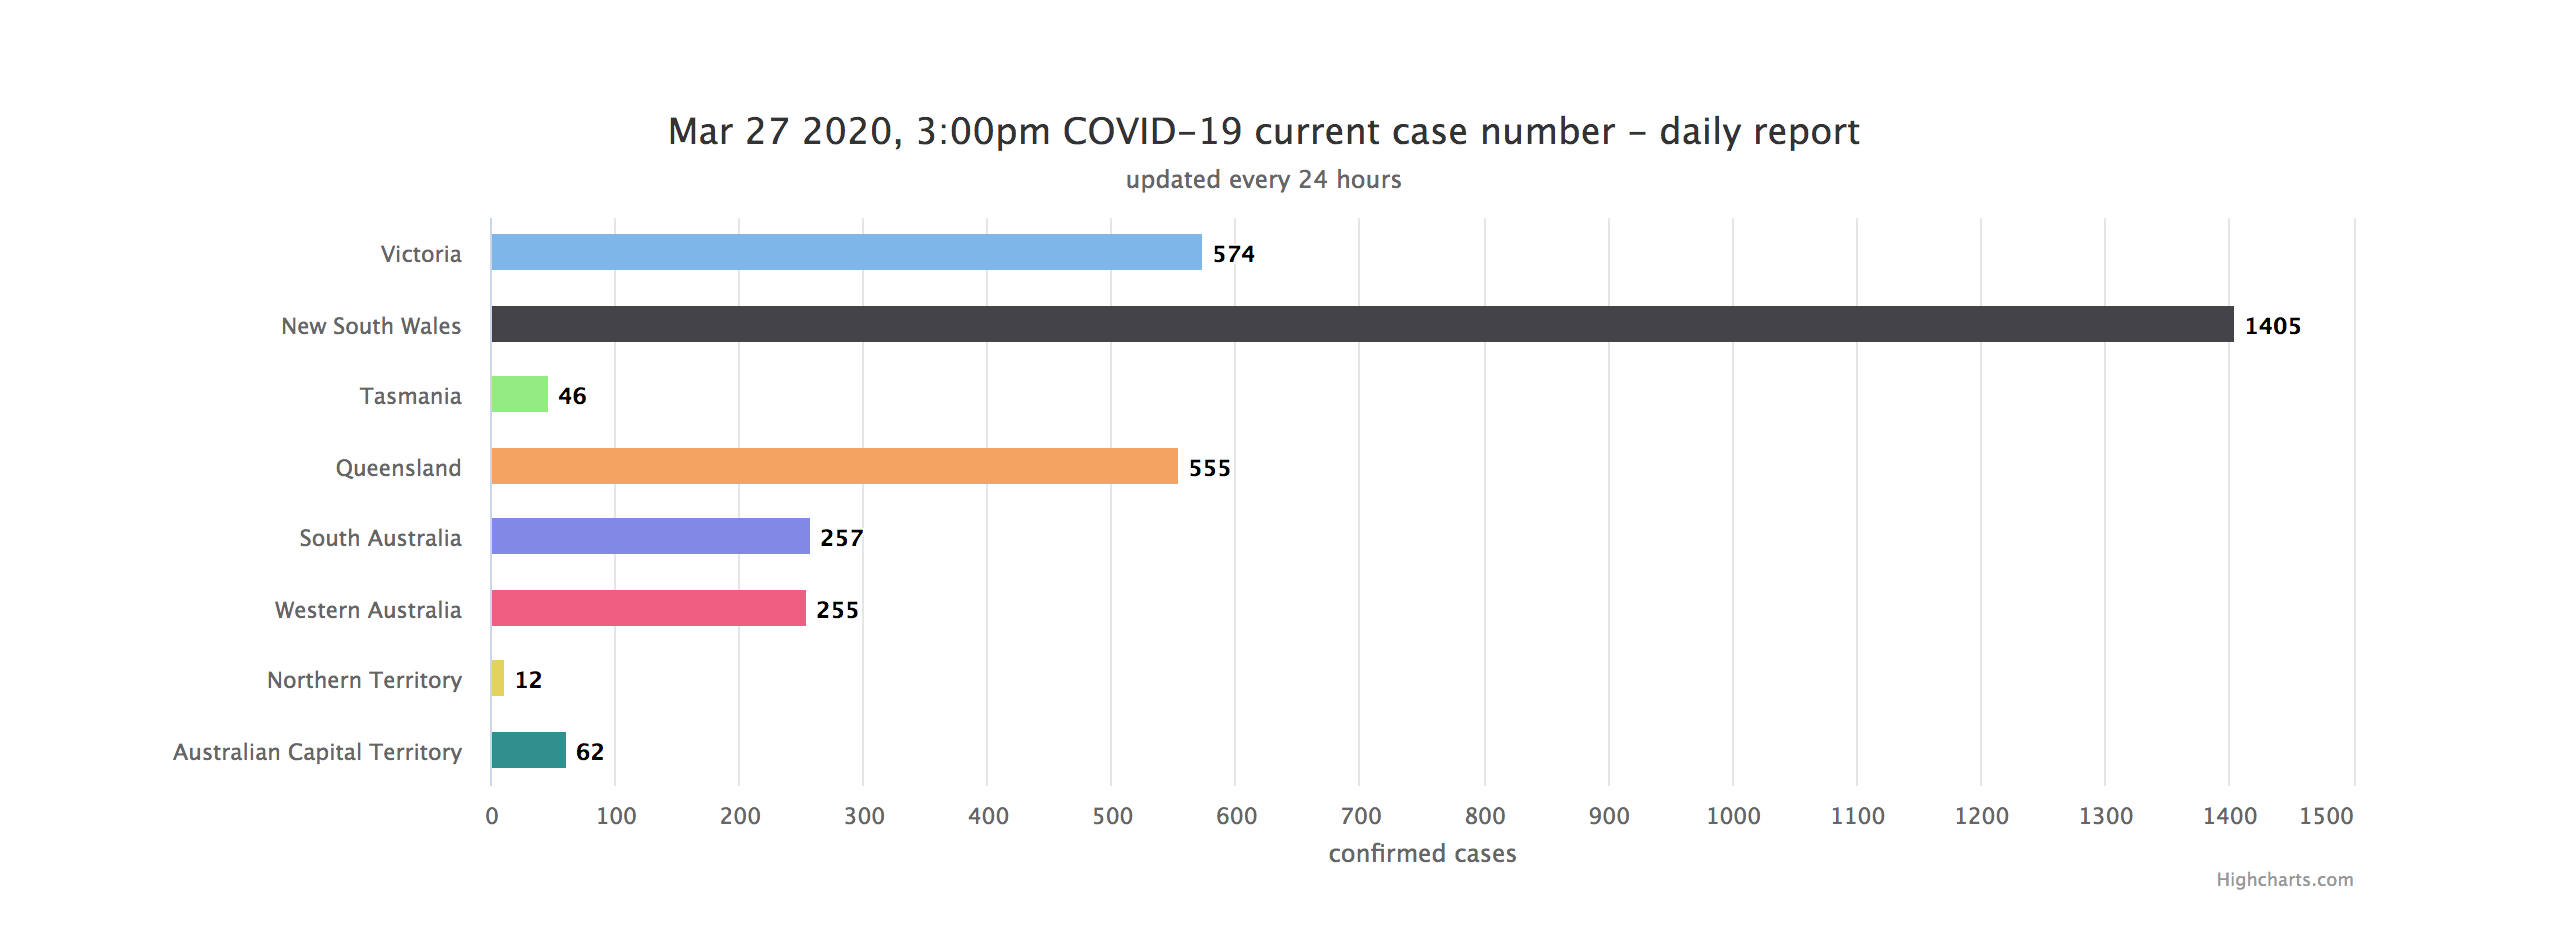 Mar 27 2020, 3:00pm COVID-19 current case number - daily report
updated every 24 hours
Victoria 574
New South Wales 1405
Tasmania 46
Queensland 555
South Australia 257
Western Australia 255
Northern Territory 12
Australian Capital Territory 62
0 100 200 300 400 500 600 700 800 900 1000 1100 1200 1300 1400 1500
confirmed cases
Highcharts.com